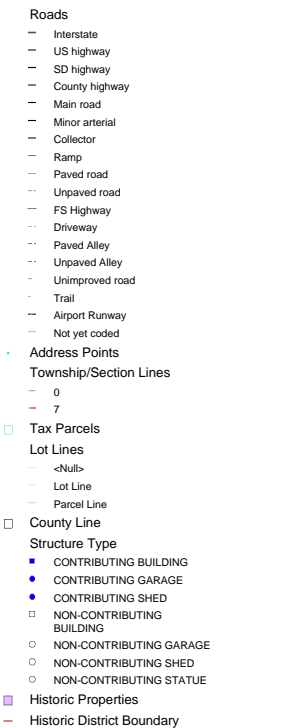 Roads
Interstate
US highway
SD highway
County highway
Main road
Minor arterial
Collector
Ramp
Paved road
Unpaved road
FS Highway
Driveway
Paved Alley
Unpaved Alley
Unimproved road
Trail
Airport Runway
Not yet coded
Address Points
Township/Section Lines
0
7
Tax Parcels
Lot Lines
<Null>
Lot Line
Parcel Line
County Line
Structure Type
CONTRIBUTING BUILDING
CONTRIBUTING GARAGE
CONTRIBUTING SHED
NON-CONTRIBUTING
BUILDING
NON-CONTRIBUTING GARAGE
NON-CONTRIBUTING SHED
NON-CONTRIBUTING STATUE
Historic Properties
Historic District Boundary